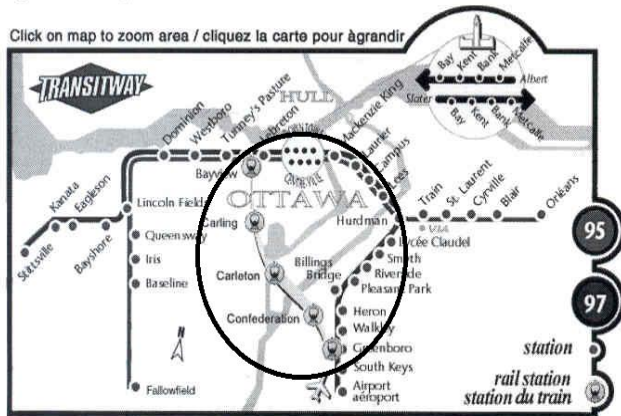 Click on map to zoom area / cliquez la carte pour àgrandir
TRANSITWAY
Bay
Kent
Bank
Metcalfe
Albert
Slater
Bay
Kent
Bank
Metcalfe
HULL
OTTAWA
CENTREVILLE
Dominion
Westboro
Tunney's Pasture
Lebreton
Bayview
Mackenzie King
Laurier
Campus
Lees
Hurdman
Train
VIA
St. Laurent
Cyrville
Blair
Orléans
Kanata
Eagleson
Stittsville
Bayshore
Lincoln Fields
Queensway
Iris
Baseline
Fallowfield
N
Carling
Carleton
Confederation
Lycée Claudel
Smyth
Riverside
Pleasant Park
Billings
Bridge
Heron
Walkley
Greenboro
South Keys
Airport
aéroport
95
97
station
rail station
station du train